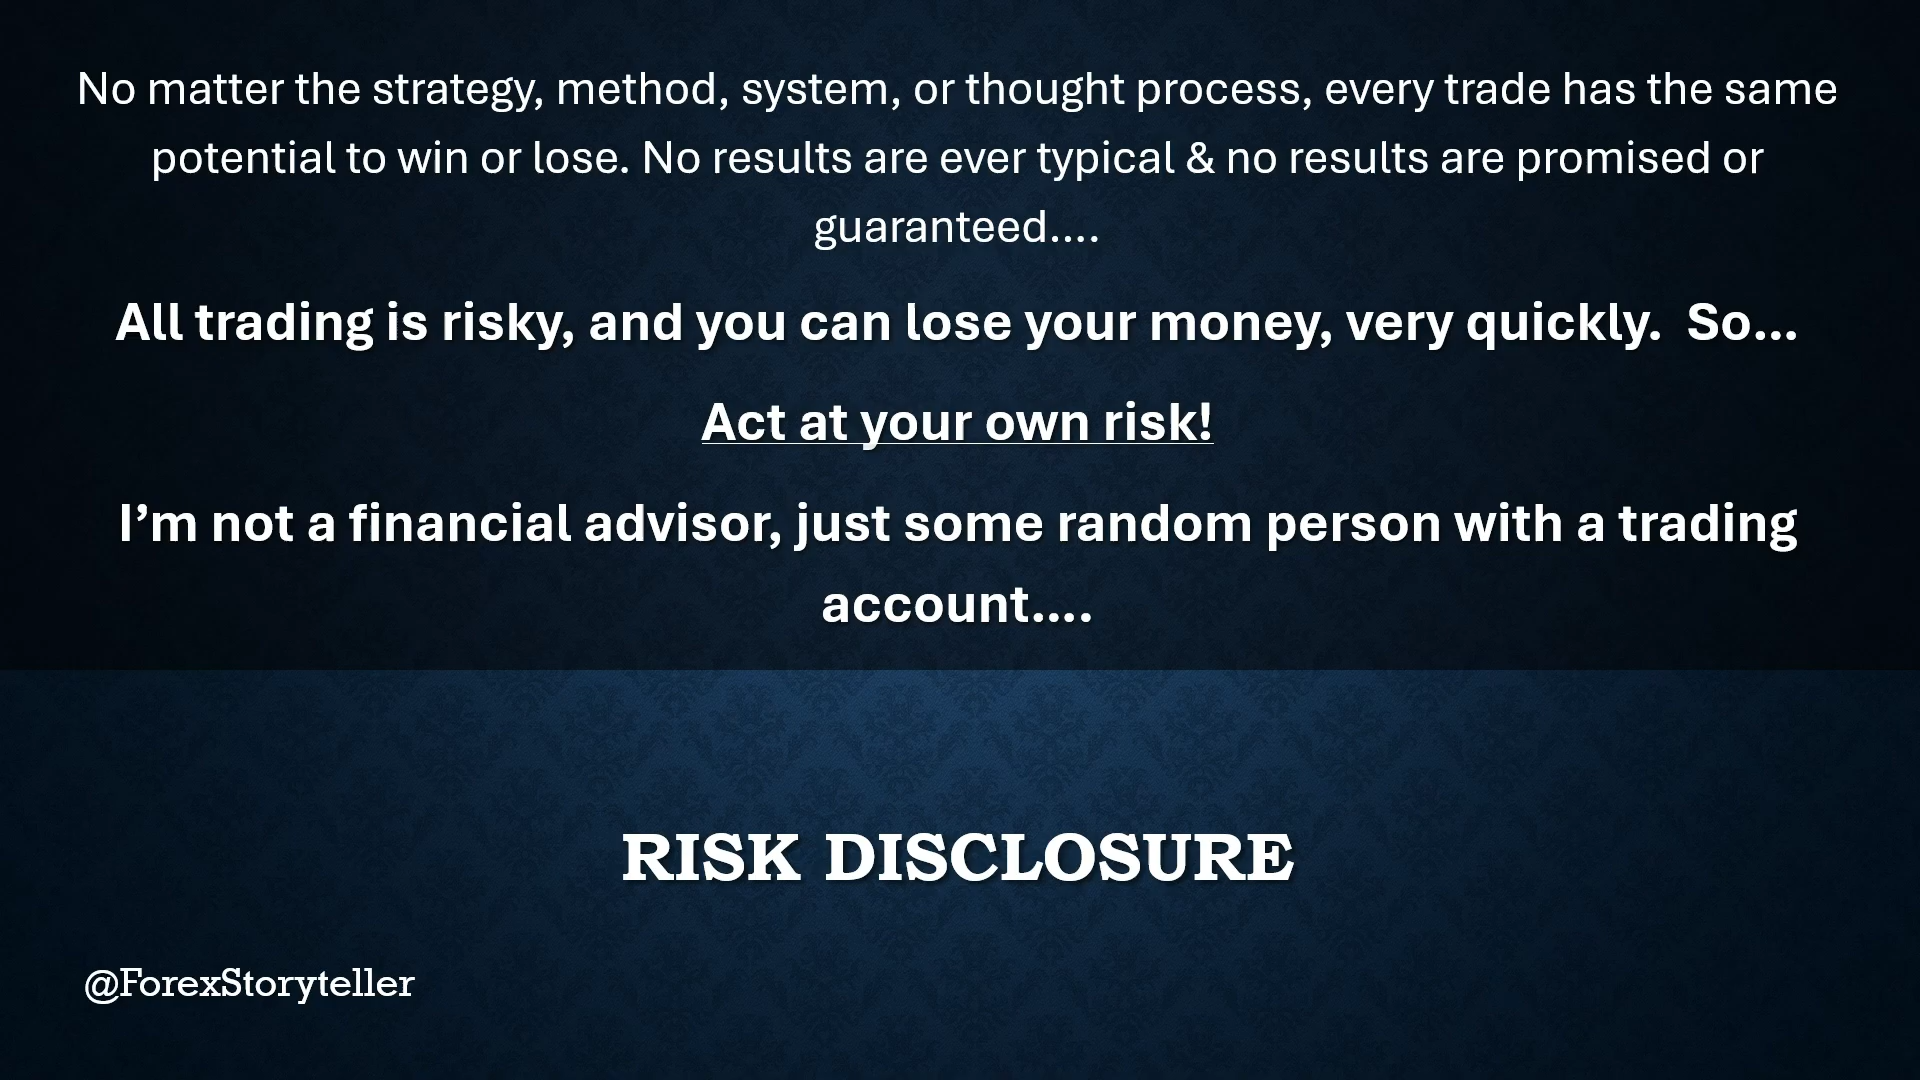 No matter the strategy, method, system, or thought process, every trade has the same
potential to win or lose. No results are ever typical & no results are promised or
guaranteed....
All trading is risky, and you can lose your money, very quickly.  So...
Act at your own risk!
I’m not a financial advisor, just some random person with a trading
account....
RISK DISCLOSURE
@ForexStoryteller